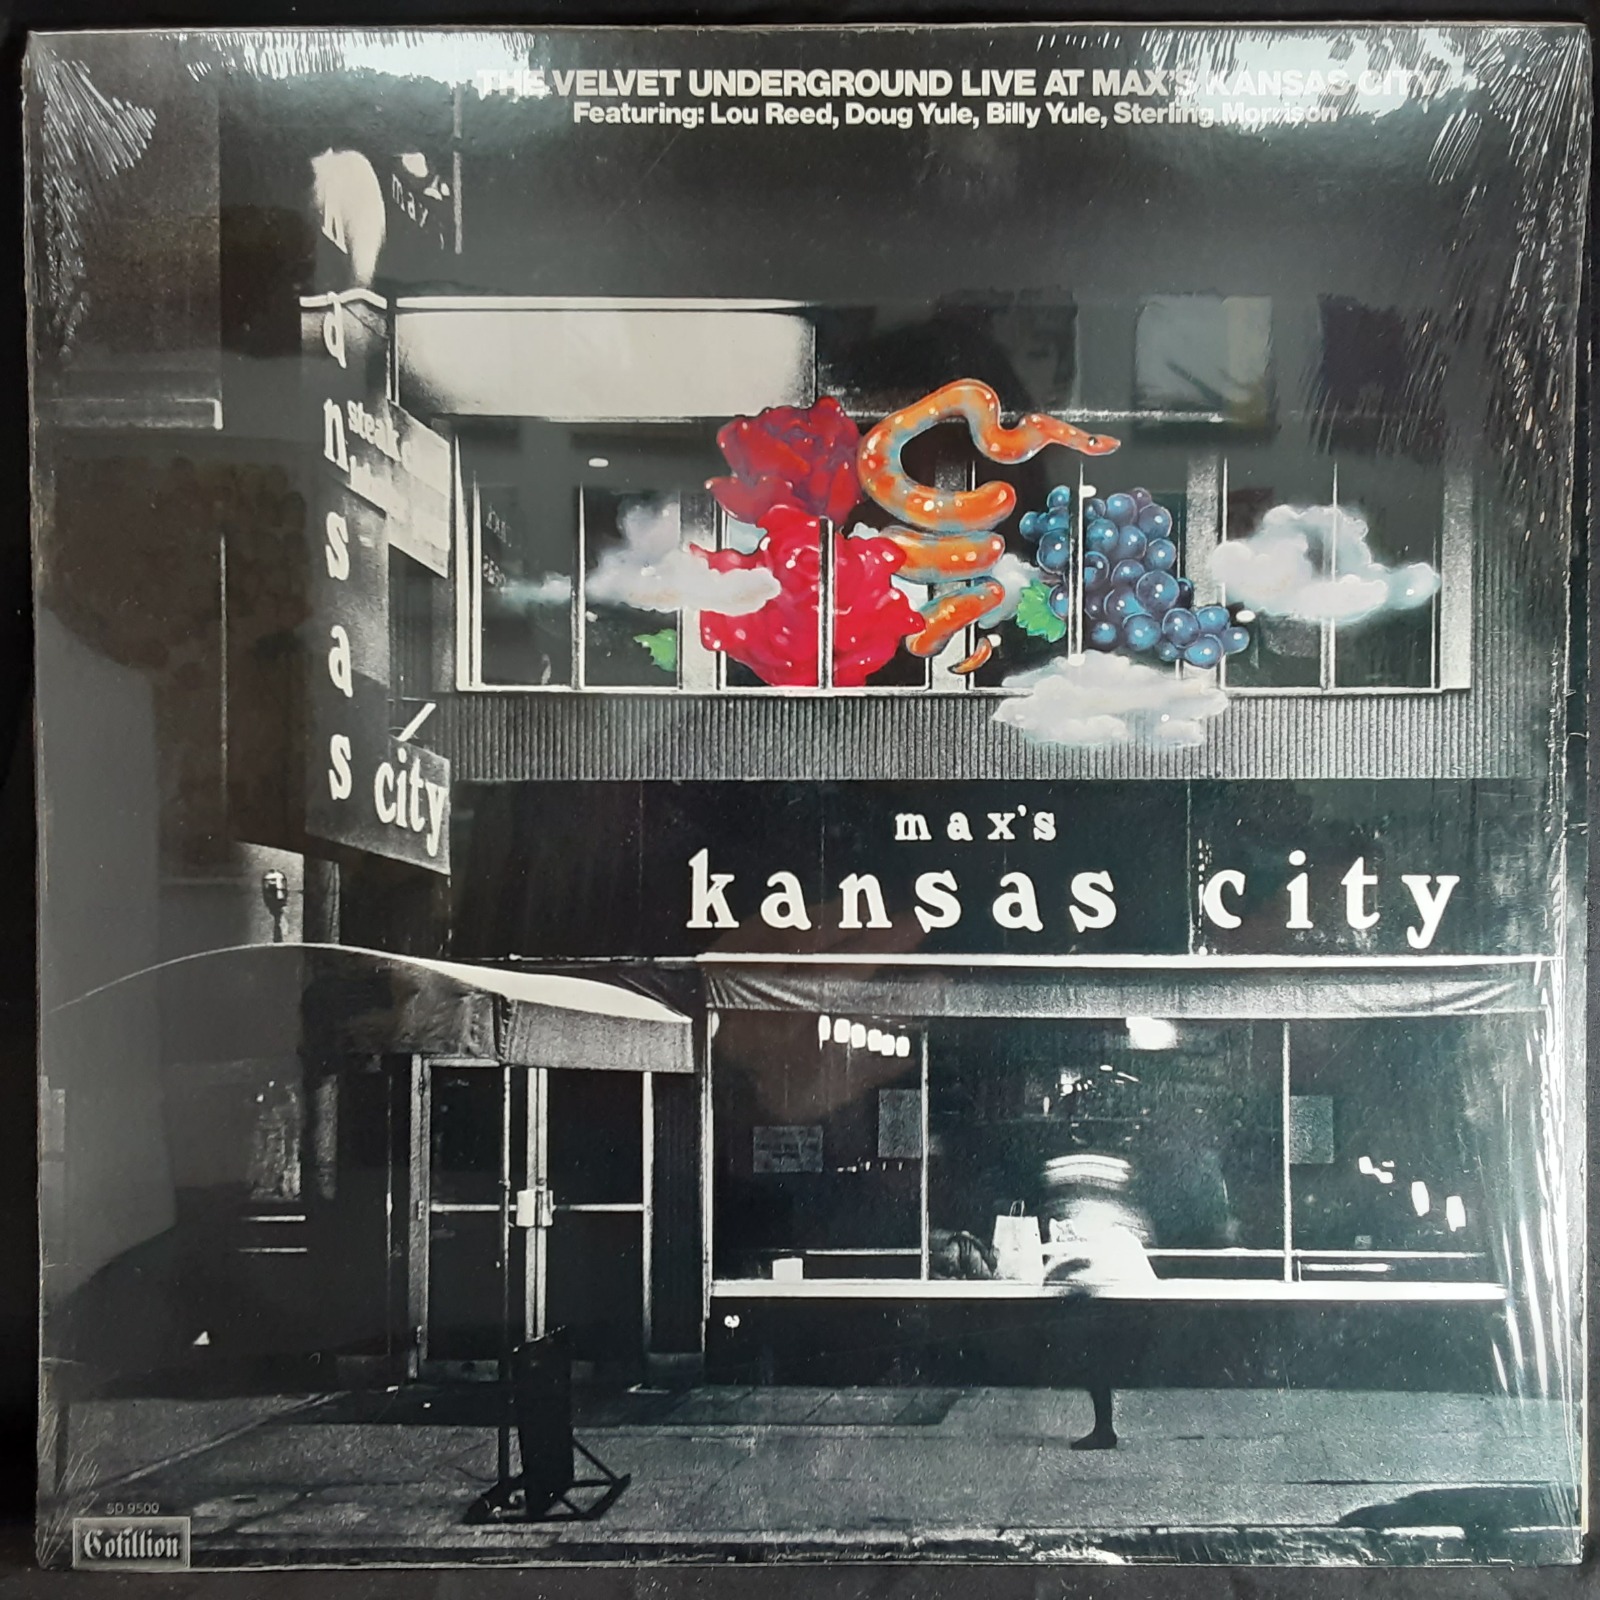 THE VELVET UNDERGROUND LIVE AT MAX'S KANSAS CITY
Featuring: Lou Reed, Doug Yule, Billy Yule, Sterling Morrison
max
kansas
steak
city
max's
kansas city
SD 9500
Cotillion